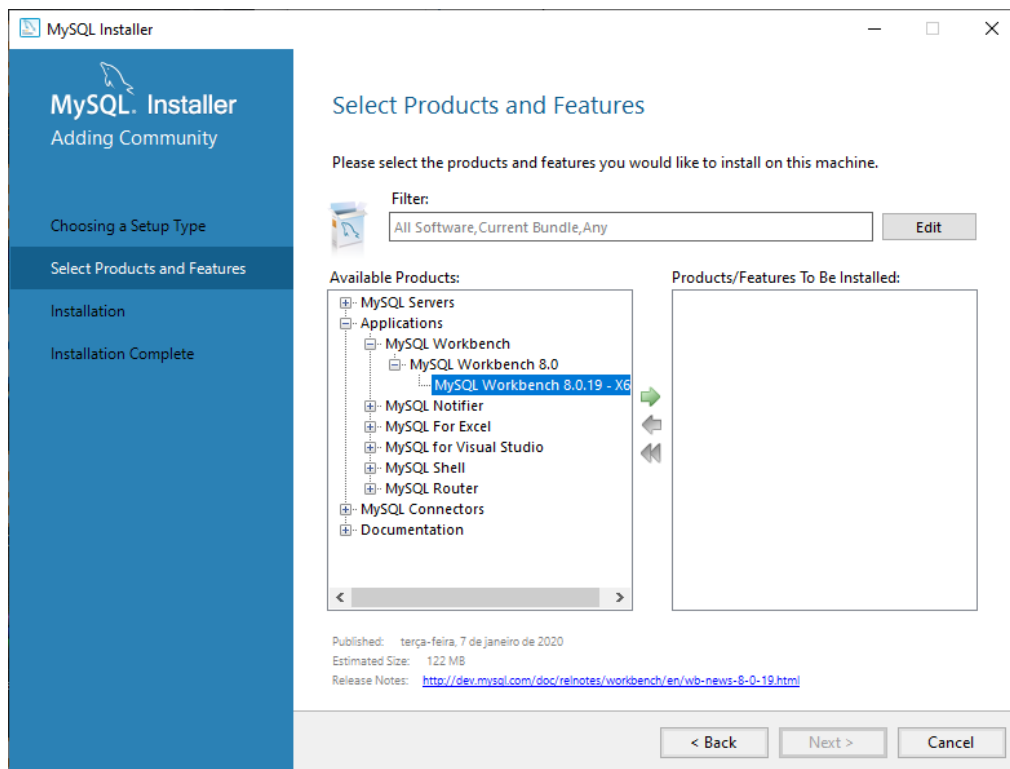 MySQL Installer
MySQL. Installer
Adding Community
Choosing a Setup Type
Select Products and Features
Installation
Installation Complete
Select Products and Features
Please select the products and features you would like to install on this machine.
Filter:
All Software,Current Bundle,Any
Edit
Available Products:
MySQL Servers
Applications
MySQL Workbench
MySQL Workbench 8.0
MySQL Workbench 8.0.19 - X6
MySQL Notifier
MySQL For Excel
MySQL for Visual Studio
MySQL Shell
MySQL Router
MySQL Connectors
Documentation
Products/Features To Be Installed:
Published: terça-feira, 7 de janeiro de 2020
Estimated Size: 122 MB
Release Notes: http://dev.mysql.com/doc/relnotes/workbench/en/wb-news-8-0-19.html
< Back
Next >
Cancel